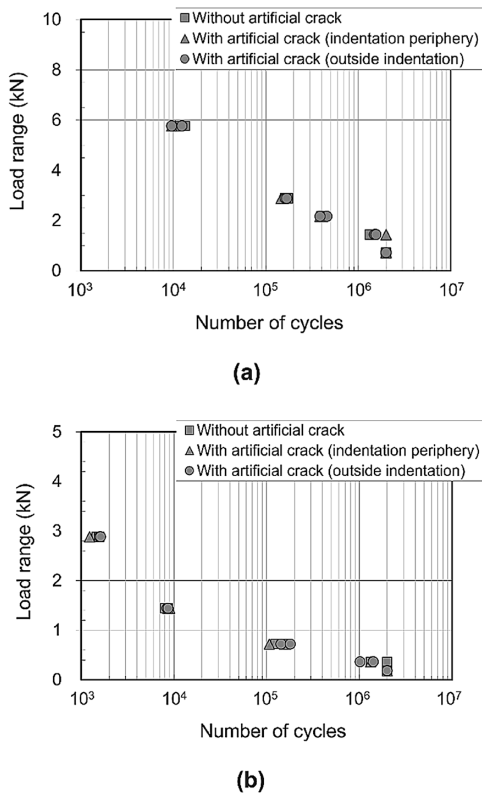 Without artificial crack
With artificial crack (indentation periphery)
With artificial crack (outside indentation)
Load range (kN)
10
8
6
4
2
0
10³ 10⁴ 10⁵ 10⁶ 10⁷
Number of cycles
(a)
Without artificial crack
With artificial crack (indentation periphery)
With artificial crack (outside indentation)
Load range (kN)
5
4
3
2
1
0
10³ 10⁴ 10⁵ 10⁶ 10⁷
Number of cycles
(b)